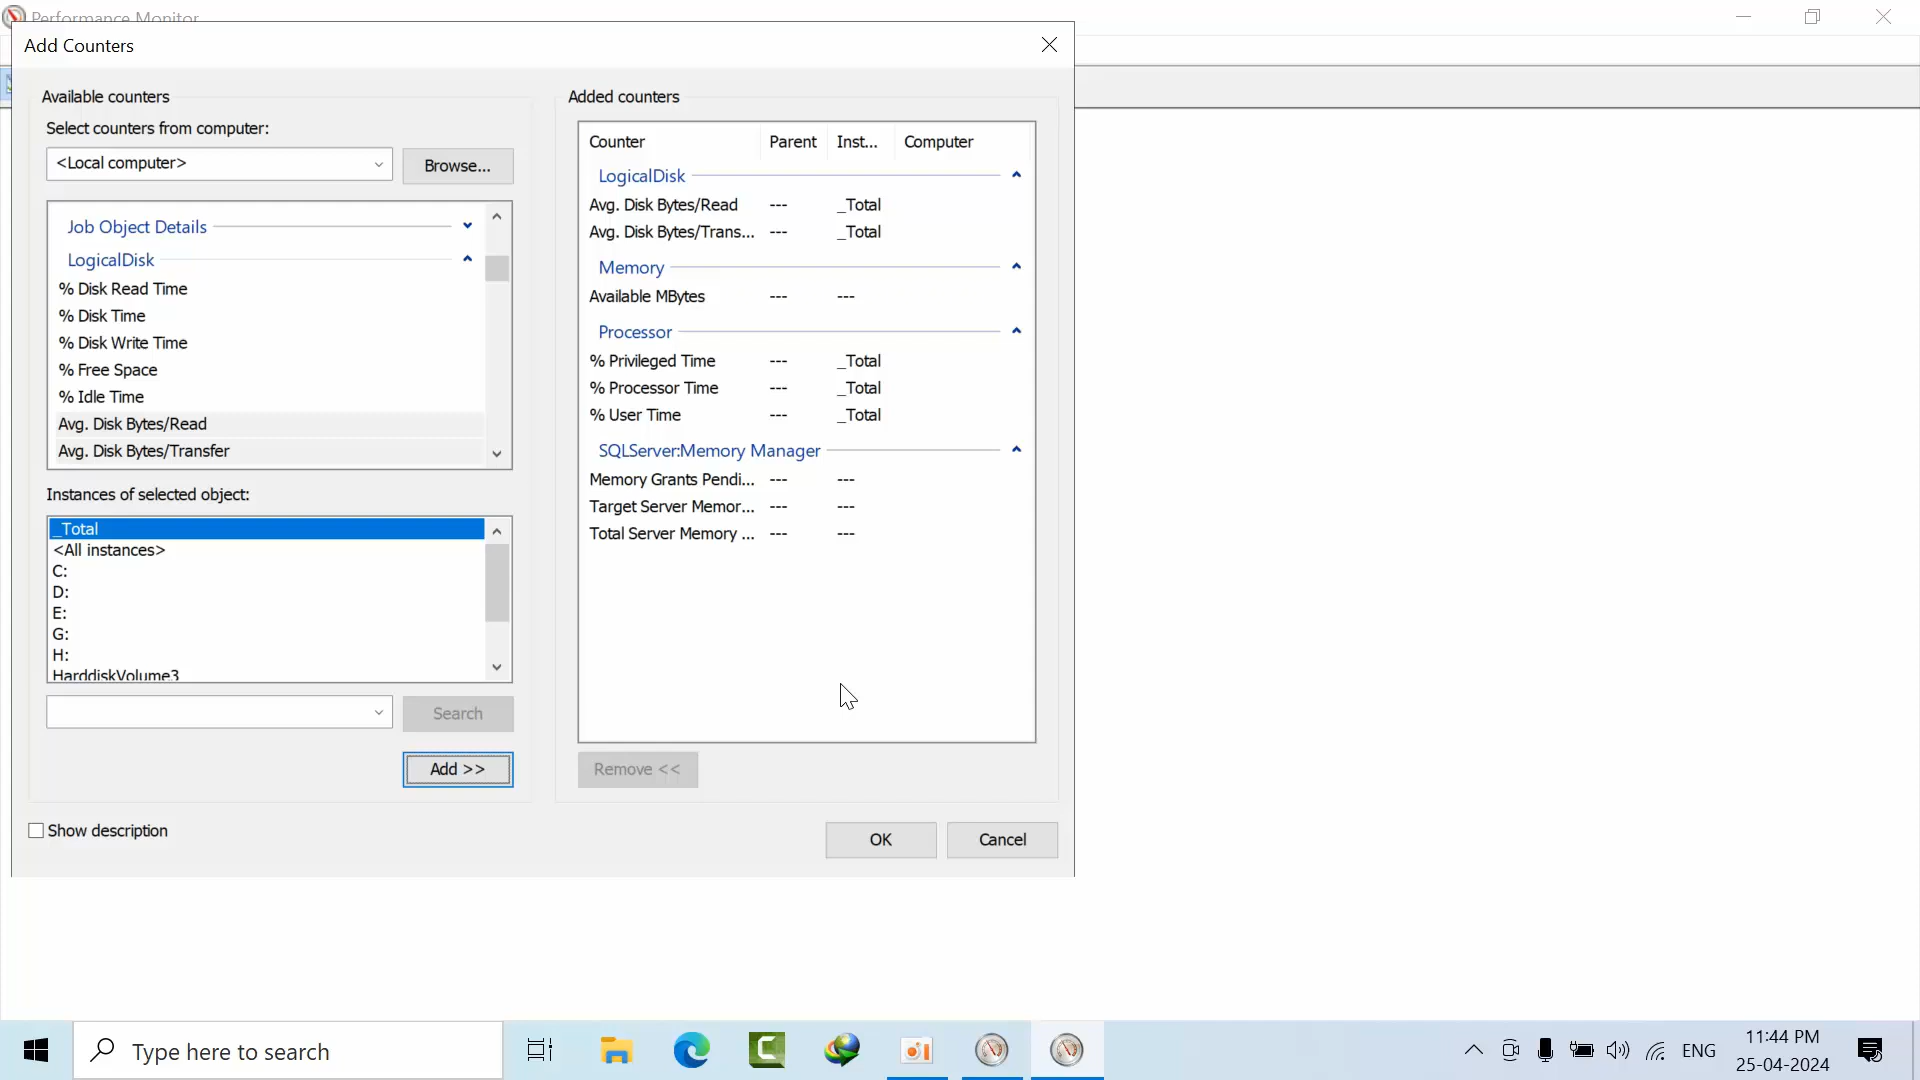 Performance Monitor
Add Counters
Available counters
Select counters from computer:
<Local computer>
Browse...
Job Object Details
LogicalDisk
% Disk Read Time
% Disk Time
% Disk Write Time
% Free Space
% Idle Time
Avg. Disk Bytes/Read
Avg. Disk Bytes/Transfer
Instances of selected object:
_Total
<All instances>
C:
D:
E:
G:
H:
HarddiskVolume3
Search
Add >>
Show description
Added counters
Counter Parent Inst... Computer
LogicalDisk
Avg. Disk Bytes/Read --- _Total
Avg. Disk Bytes/Trans... --- _Total
Memory
Available MBytes --- ---
Processor
% Privileged Time --- _Total
% Processor Time --- _Total
% User Time --- _Total
SQLServer:Memory Manager
Memory Grants Pendi... --- ---
Target Server Memor... --- ---
Total Server Memory ... --- ---
Remove <<
OK
Cancel
Type here to search
ENG
11:44 PM
25-04-2024